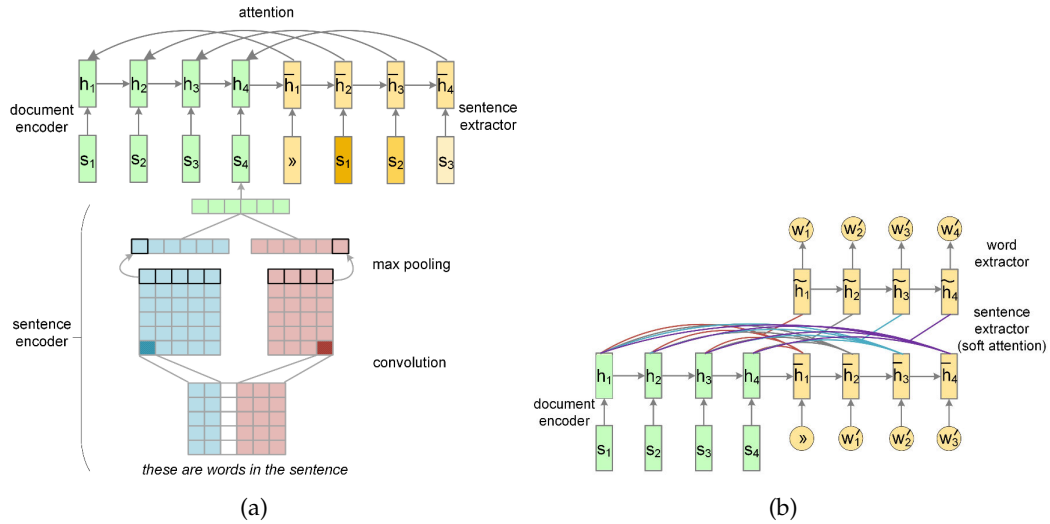 attention
h1 h2 h3 h4 h̄1 h̄2 h̄3 h̄4
document encoder
sentence extractor
s1 s2 s3 s4 » s1 s2 s3
max pooling
sentence encoder
convolution
these are words in the sentence
(a)
w′1 w′2 w′3 w′4
word extractor
h̃1 h̃2 h̃3 h̃4
sentence extractor (soft attention)
h1 h2 h3 h4 h̄1 h̄2 h̄3 h̄4
document encoder
s1 s2 s3 s4 » w′1 w′2 w′3
(b)